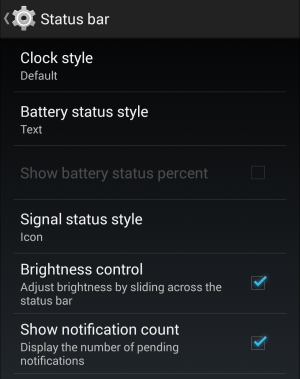 Status bar
Clock style
Default
Battery status style
Text
Show battery status percent
Signal status style
Icon
Brightness control
Adjust brightness by sliding across the
status bar
Show notification count
Display the number of pending
notifications